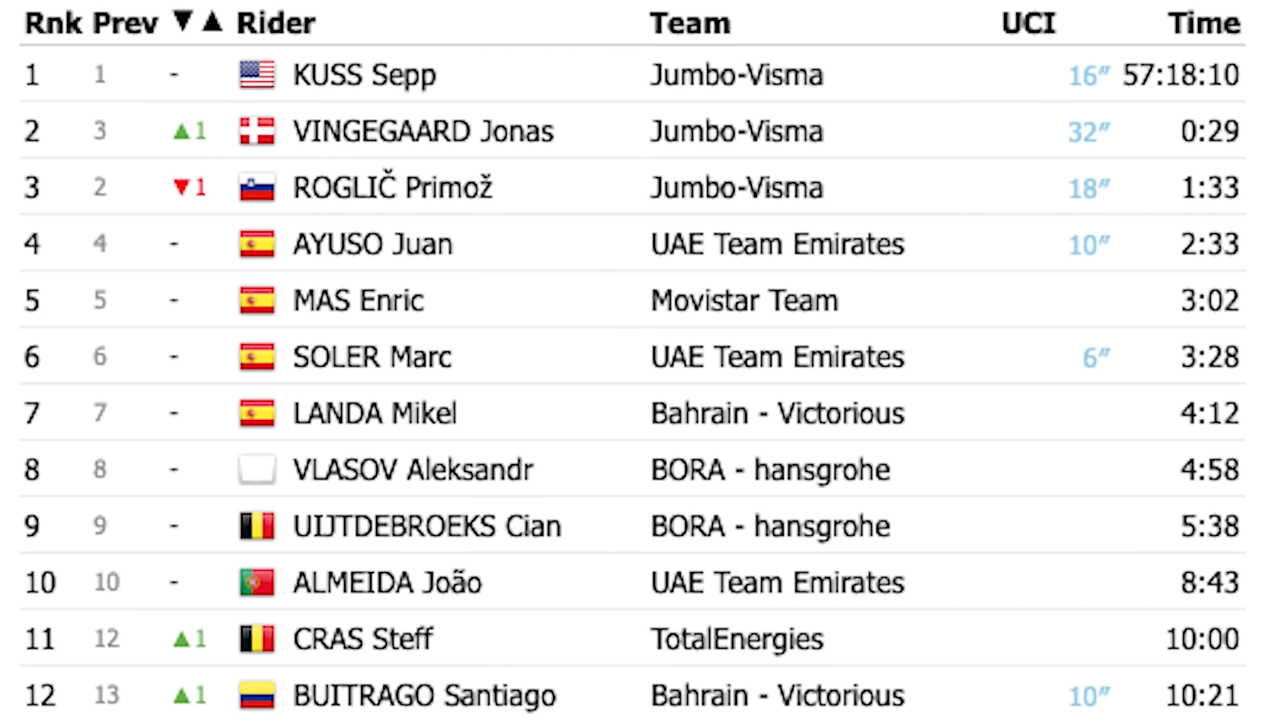 Rnk Prev ▼▲ Rider Team UCI Time
1 1 - KUSS Sepp Jumbo-Visma 16″ 57:18:10
2 3 ▲1 VINGEGAARD Jonas Jumbo-Visma 32″ 0:29
3 2 ▼1 ROGLIČ Primož Jumbo-Visma 18″ 1:33
4 4 - AYUSO Juan UAE Team Emirates 10″ 2:33
5 5 - MAS Enric Movistar Team 3:02
6 6 - SOLER Marc UAE Team Emirates 6″ 3:28
7 7 - LANDA Mikel Bahrain - Victorious 4:12
8 8 - VLASOV Aleksandr BORA - hansgrohe 4:58
9 9 - UIJTDEBROEKS Cian BORA - hansgrohe 5:38
10 10 - ALMEIDA João UAE Team Emirates 8:43
11 12 ▲1 CRAS Steff TotalEnergies 10:00
12 13 ▲1 BUITRAGO Santiago Bahrain - Victorious 10″ 10:21